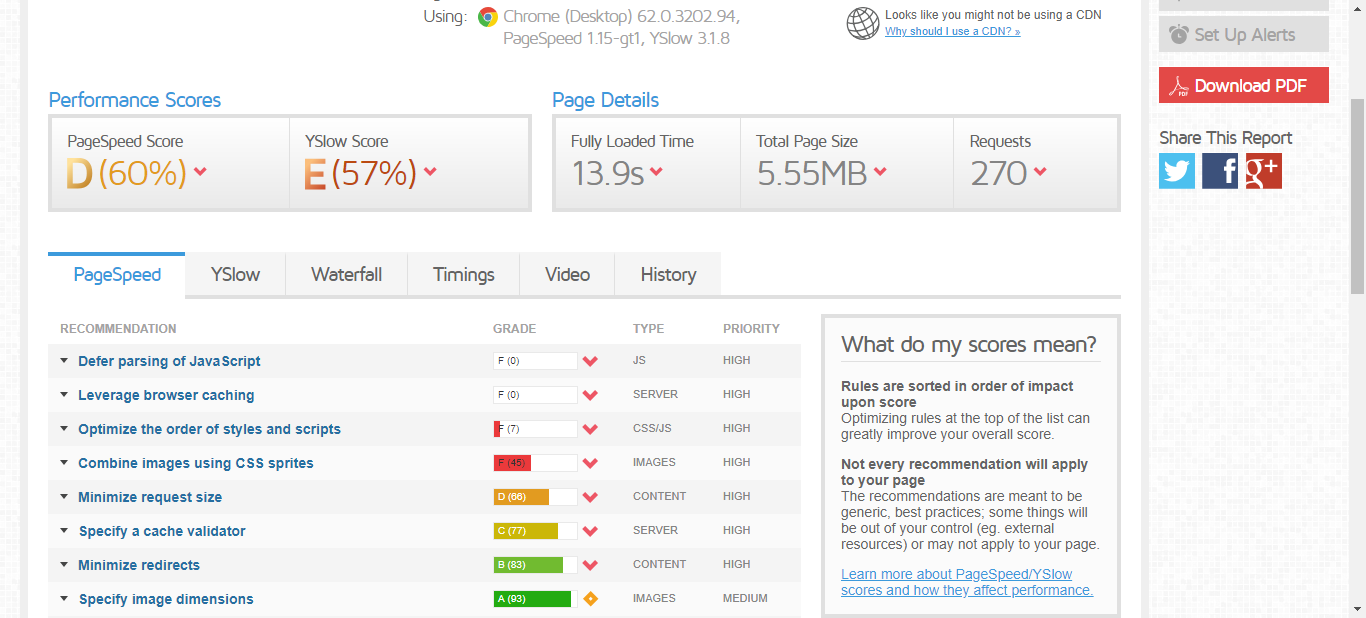 Using: Chrome (Desktop) 62.0.3202.94,
PageSpeed 1.15-gt1, YSlow 3.1.8
Looks like you might not be using a CDN
Why should I use a CDN? »
Set Up Alerts
PDF Download PDF
Share This Report
f
g+
Performance Scores
PageSpeed Score
D (60%)
YSlow Score
E (57%)
Page Details
Fully Loaded Time
13.9s
Total Page Size
5.55MB
Requests
270
PageSpeed YSlow Waterfall Timings Video History
RECOMMENDATION GRADE TYPE PRIORITY
Defer parsing of JavaScript F (0) JS HIGH
Leverage browser caching F (0) SERVER HIGH
Optimize the order of styles and scripts F (7) CSS/JS HIGH
Combine images using CSS sprites F (45) IMAGES HIGH
Minimize request size D (66) CONTENT HIGH
Specify a cache validator C (77) SERVER HIGH
Minimize redirects B (83) CONTENT HIGH
Specify image dimensions A (93) IMAGES MEDIUM
What do my scores mean?
Rules are sorted in order of impact
upon score
Optimizing rules at the top of the list can
greatly improve your overall score.
Not every recommendation will apply
to your page
The recommendations are meant to be
generic, best practices; some things will
be out of your control (eg. external
resources) or may not apply to your page.
Learn more about PageSpeed/YSlow
scores and how they affect performance.